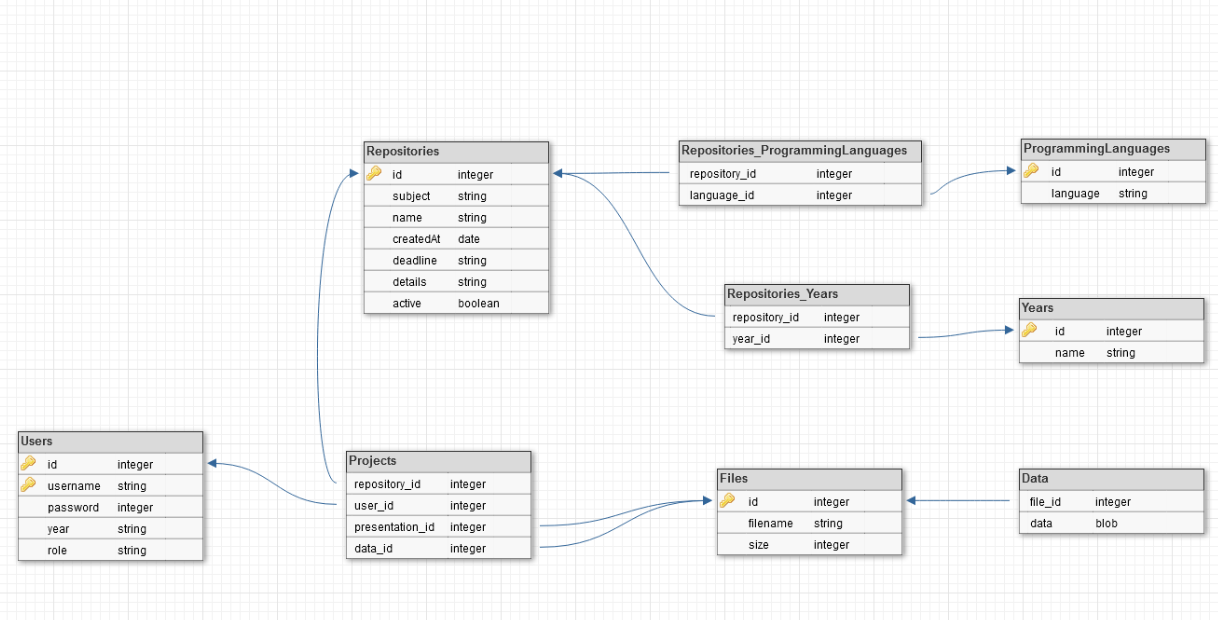 Repositories
id integer
subject string
name string
createdAt date
deadline string
details string
active boolean
Repositories_ProgrammingLanguages
repository_id integer
language_id integer
ProgrammingLanguages
id integer
language string
Repositories_Years
repository_id integer
year_id integer
Years
id integer
name string
Users
id integer
username string
password integer
year string
role string
Projects
repository_id integer
user_id integer
presentation_id integer
data_id integer
Files
id integer
filename string
size integer
Data
file_id integer
data blob